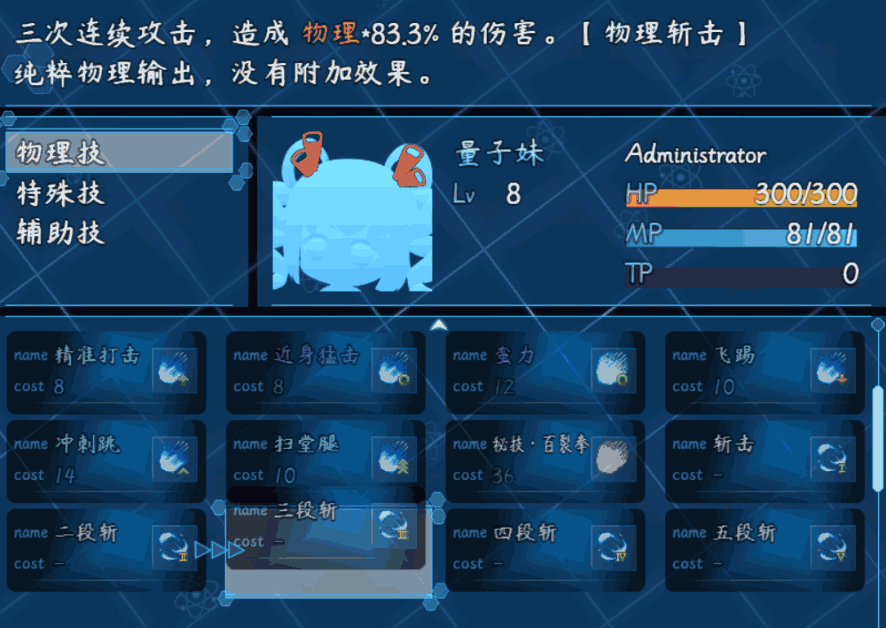 三次连续攻击，造成 物理*83.3% 的伤害。【 物理斩击 】
纯粹物理输出，没有附加效果。
物理技
特殊技
辅助技
量子妹
Lv 8
Administrator
HP 300/300
MP 81/81
TP 0
name 精准打击
cost 8
name 近身猛击
cost 8
name 蛮力
cost 12
name 飞踢
cost 10
name 冲刺跳
cost 14
name 扫堂腿
cost 10
name 秘技·百裂拳
cost 36
name 斩击
cost -
I
name 二段斩
cost -
II
name 三段斩
cost -
III
name 四段斩
cost -
IV
name 五段斩
cost -
V